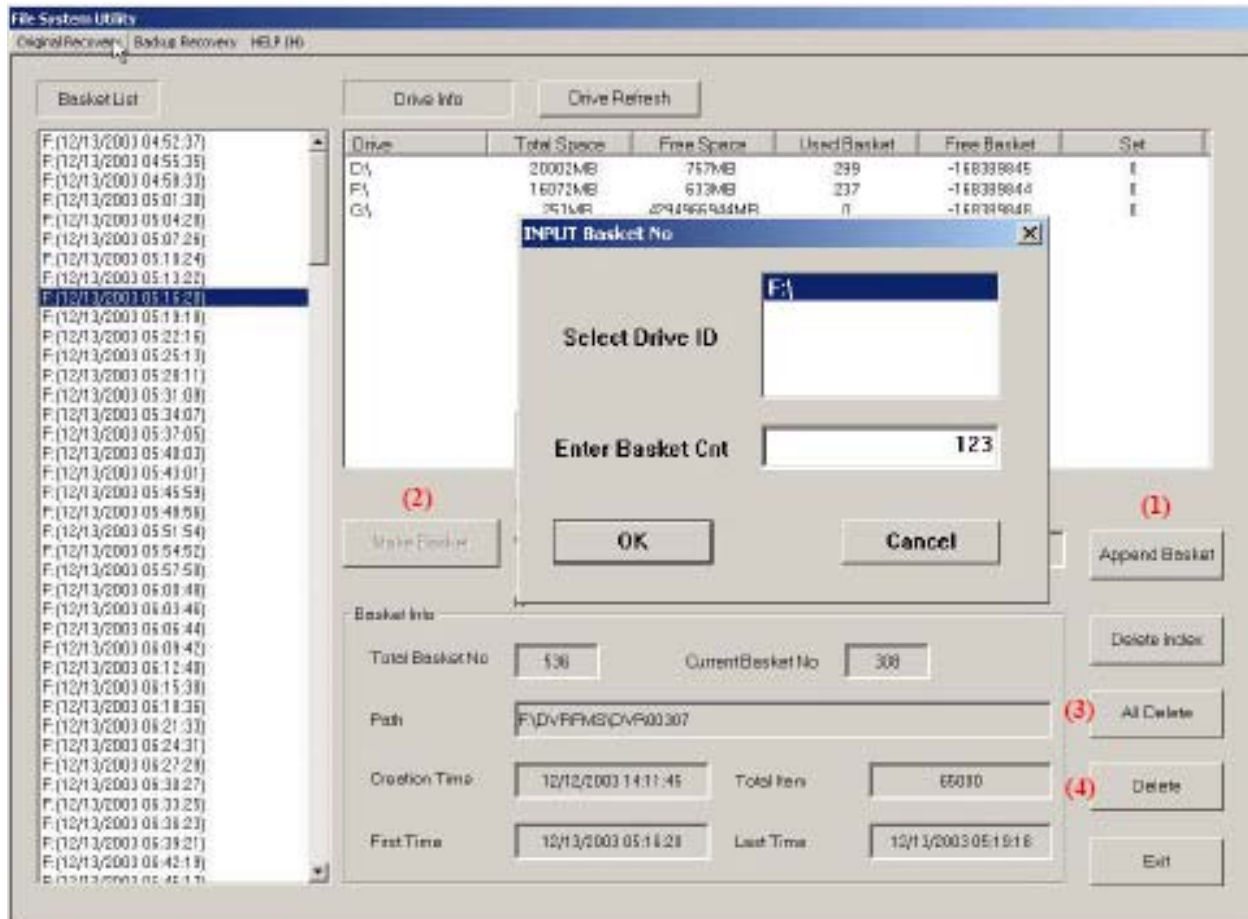 File System Utility
Original Recovery Backup Recovery HELP (H)
Basket List
Drive Info
Drive Refresh
F:(12/13/2003 04:52:37)
F:(12/13/2003 04:55:35)
F:(12/13/2003 04:58:33)
F:(12/13/2003 05:01:30)
F:(12/13/2003 05:04:28)
F:(12/13/2003 05:07:26)
F:(12/13/2003 05:10:24)
F:(12/13/2003 05:13:22)
F:(12/13/2003 05:16:20)
F:(12/13/2003 05:19:18)
F:(12/13/2003 05:22:16)
F:(12/13/2003 05:25:13)
F:(12/13/2003 05:28:11)
F:(12/13/2003 05:31:09)
F:(12/13/2003 05:34:07)
F:(12/13/2003 05:37:05)
F:(12/13/2003 05:40:03)
F:(12/13/2003 05:43:01)
F:(12/13/2003 05:45:59)
F:(12/13/2003 05:48:56)
F:(12/13/2003 05:51:54)
F:(12/13/2003 05:54:52)
F:(12/13/2003 05:57:50)
F:(12/13/2003 06:00:48)
F:(12/13/2003 06:03:46)
F:(12/13/2003 06:06:44)
F:(12/13/2003 06:09:42)
F:(12/13/2003 06:12:40)
F:(12/13/2003 06:15:38)
F:(12/13/2003 06:18:36)
F:(12/13/2003 06:21:33)
F:(12/13/2003 06:24:31)
F:(12/13/2003 06:27:29)
F:(12/13/2003 06:30:27)
F:(12/13/2003 06:33:25)
F:(12/13/2003 06:36:23)
F:(12/13/2003 06:39:21)
F:(12/13/2003 06:42:19)
F:(12/13/2003 06:45:17)
Drive Total Space Free Space Used Basket Free Basket Set
D:\ 20002MB 757MB 299 -168389845
F:\ 16072MB 633MB 237 -168389844
G:\ 251MB 4294966944MB 0 -168389848
INPUT Basket No
F:\
Select Drive ID
Enter Basket Cnt 123
OK Cancel
(2)
Make Basket
(1)
Append Basket
Delete Index
(3) All Delete
(4) Delete
Exit
Basket Info
Total Basket No 536 Current Basket No 308
Path F:\DVRFMS\DVR00307
Creation Time 12/12/2003 14:11:46 Total Item 65080
First Time 12/13/2003 05:16:20 Last Time 12/13/2003 05:19:18